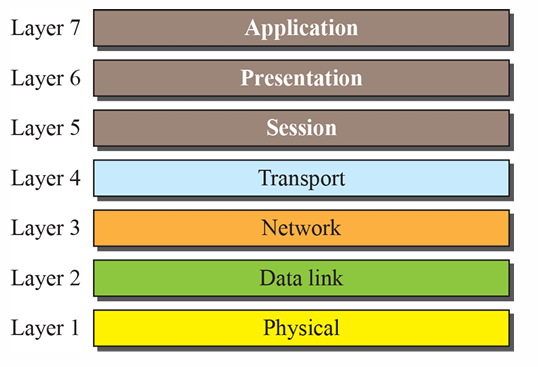 Layer 7 Application
Layer 6 Presentation
Layer 5 Session
Layer 4 Transport
Layer 3 Network
Layer 2 Data link
Layer 1 Physical